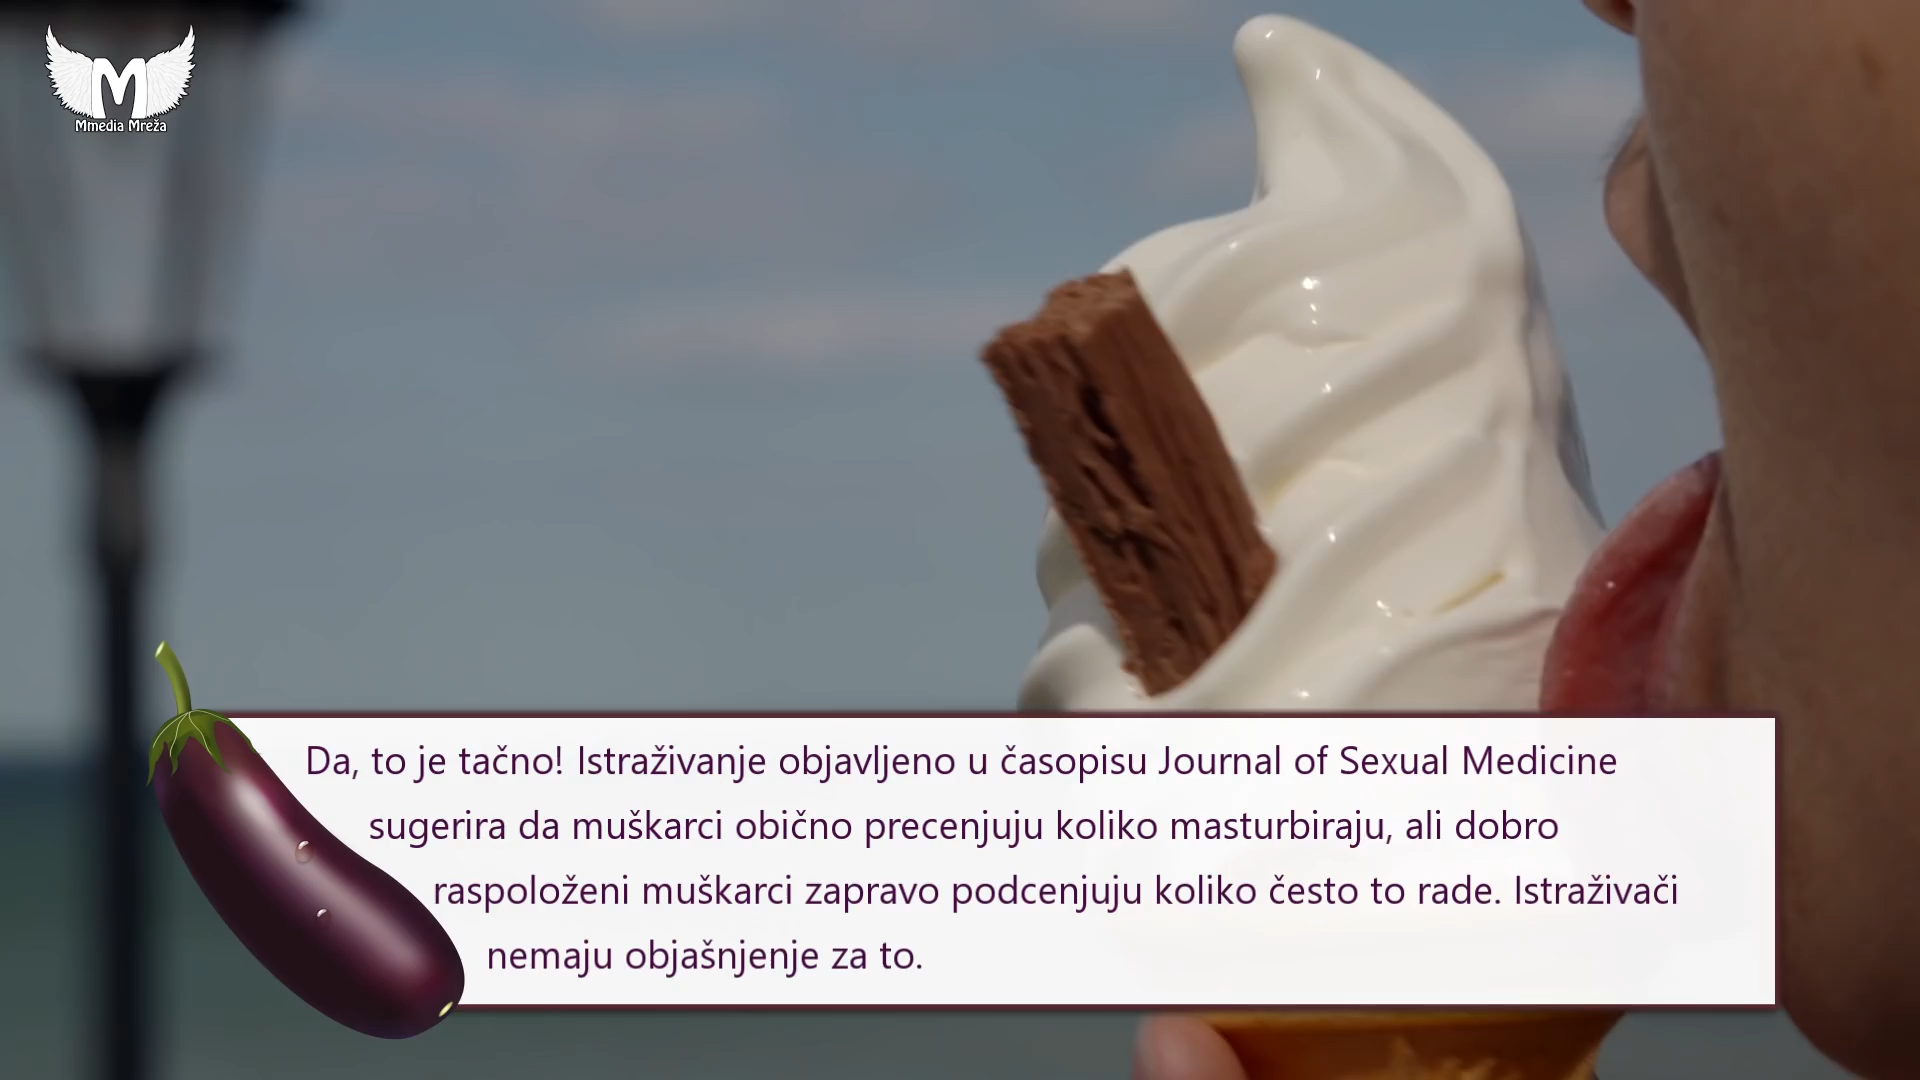 M
Mmedia Mreža
Da, to je tačno! Istraživanje objavljeno u časopisu Journal of Sexual Medicine
sugerira da muškarci obično precenjuju koliko masturbiraju, ali dobro
raspoloženi muškarci zapravo podcenjuju koliko često to rade. Istraživači
nemaju objašnjenje za to.